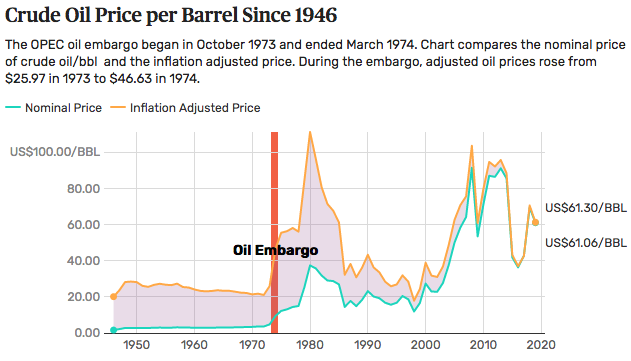 Crude Oil Price per Barrel Since 1946
The OPEC oil embargo began in October 1973 and ended March 1974. Chart compares the nominal price
of crude oil/bbl and the inflation adjusted price. During the embargo, adjusted oil prices rose from
$25.97 in 1973 to $46.63 in 1974.
Nominal Price Inflation Adjusted Price
US$100.00/BBL
80.00
60.00
40.00
20.00
0.00
Oil Embargo
US$61.30/BBL
US$61.06/BBL
1950 1960 1970 1980 1990 2000 2010 2020